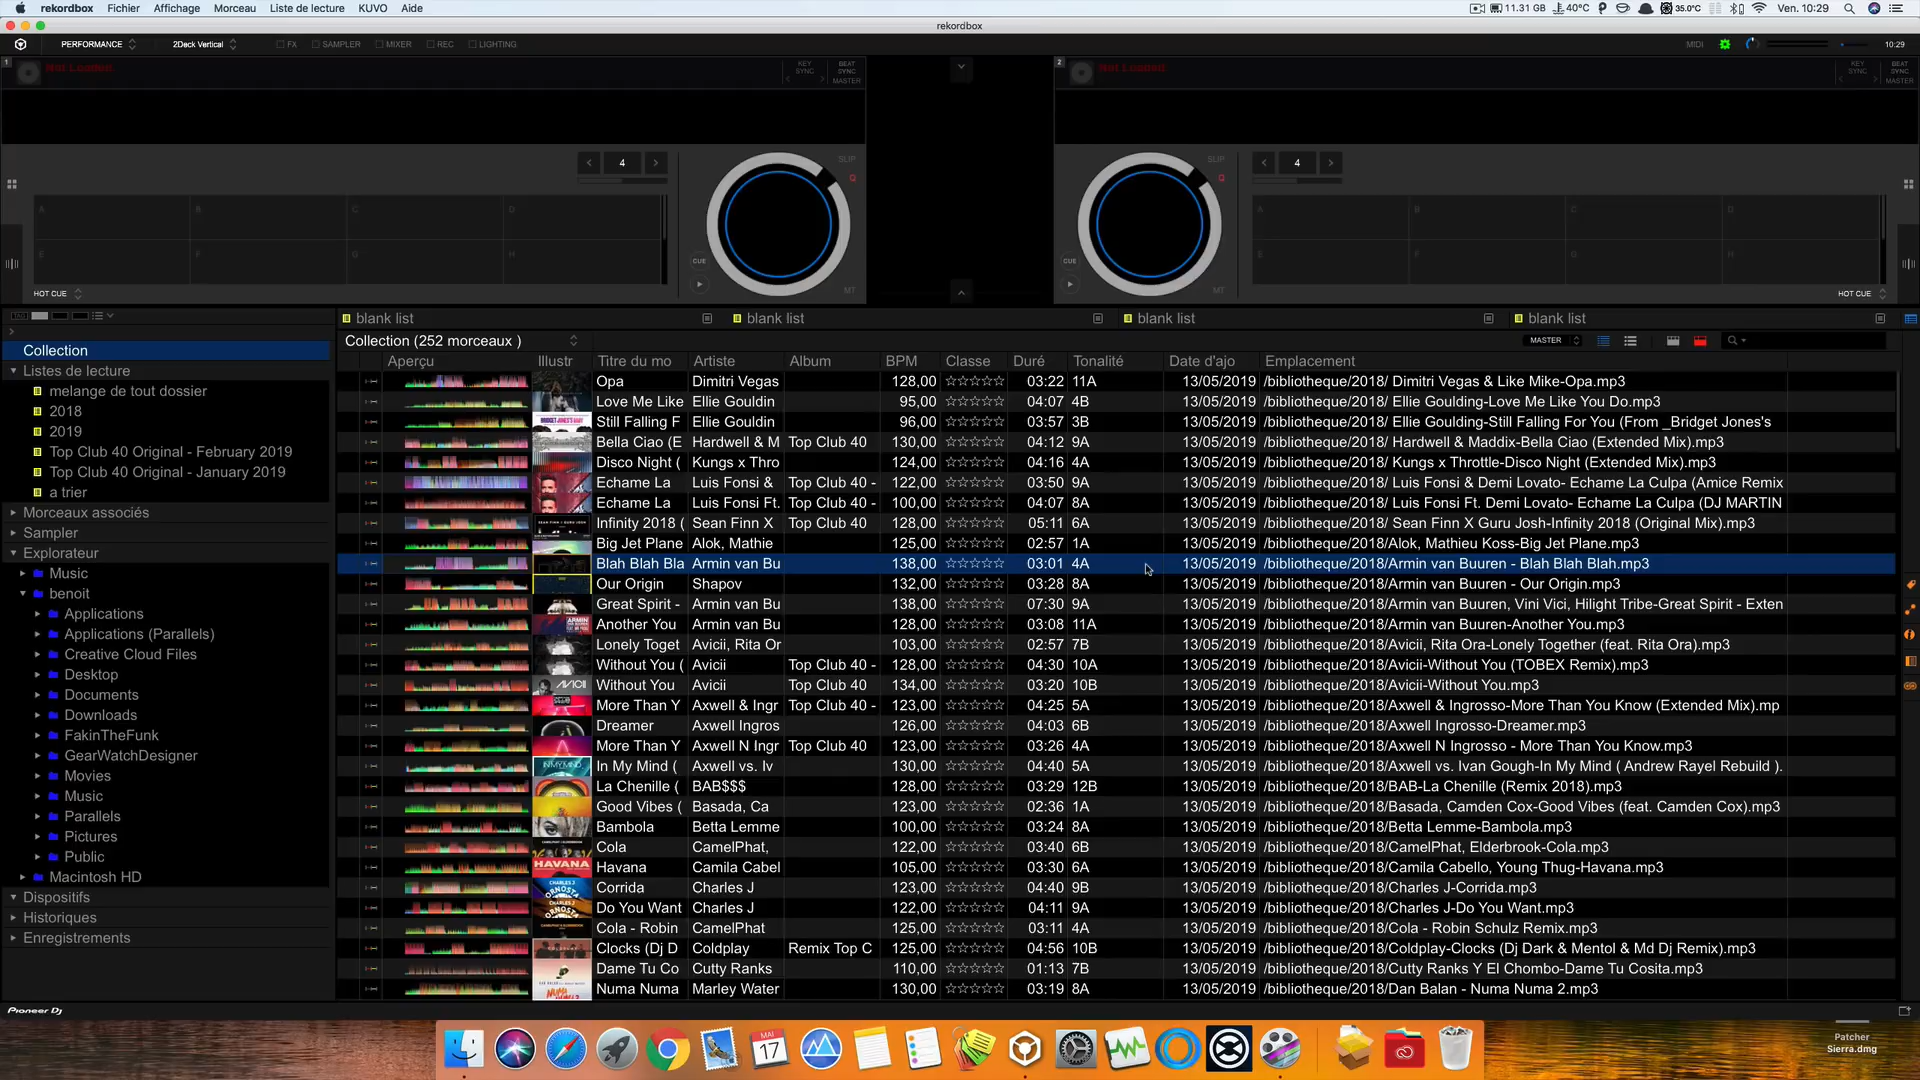 rekordbox Fichier Affichage Morceau Liste de lecture KUVO Aide 11.31 GB 40°C 35.0°C Ven. 10:29
rekordbox
PERFORMANCE 2Deck Vertical FX SAMPLER MIXER REC LIGHTING MIDI 10:29
1 Not Loaded KEY SYNC BEAT SYNC MASTER 2 Not Loaded KEY SYNC BEAT SYNC MASTER
4 SLIP Q 4 SLIP Q
A B C D A B C D
E F G H E F G H
CUE CUE
HOT CUE MT MT HOT CUE
TAG blank list blank list blank list blank list
Collection (252 morceaux ) MASTER
Aperçu Illustr Titre du mo Artiste Album BPM Classe Duré Tonalité Date d'ajo Emplacement
Collection
Listes de lecture
melange de tout dossier
2018
2019
Top Club 40 Original - February 2019
Top Club 40 Original - January 2019
a trier
Morceaux associés
Sampler
Explorateur
Music
benoit
Applications
Applications (Parallels)
Creative Cloud Files
Desktop
Documents
Downloads
FakinTheFunk
GearWatchDesigner
Movies
Music
Parallels
Pictures
Public
Macintosh HD
Dispositifs
Historiques
Enregistrements
Opa Dimitri Vegas 128,00 03:22 11A 13/05/2019 /bibliotheque/2018/ Dimitri Vegas & Like Mike-Opa.mp3
Love Me Like Ellie Gouldin 95,00 04:07 4B 13/05/2019 /bibliotheque/2018/ Ellie Goulding-Love Me Like You Do.mp3
Still Falling F Ellie Gouldin 96,00 03:57 3B 13/05/2019 /bibliotheque/2018/ Ellie Goulding-Still Falling For You (From _Bridget Jones's
Bella Ciao (E Hardwell & M Top Club 40 130,00 04:12 9A 13/05/2019 /bibliotheque/2018/ Hardwell & Maddix-Bella Ciao (Extended Mix).mp3
Disco Night ( Kungs x Thro 124,00 04:16 4A 13/05/2019 /bibliotheque/2018/ Kungs x Throttle-Disco Night (Extended Mix).mp3
Echame La Luis Fonsi & Top Club 40 - 122,00 03:50 9A 13/05/2019 /bibliotheque/2018/ Luis Fonsi & Demi Lovato- Echame La Culpa (Amice Remix
Echame La Luis Fonsi Ft. Top Club 40 - 100,00 04:07 8A 13/05/2019 /bibliotheque/2018/ Luis Fonsi Ft. Demi Lovato- Echame La Culpa (DJ MARTIN
Infinity 2018 ( Sean Finn X Top Club 40 128,00 05:11 6A 13/05/2019 /bibliotheque/2018/ Sean Finn X Guru Josh-Infinity 2018 (Original Mix).mp3
Big Jet Plane Alok, Mathie 125,00 02:57 1A 13/05/2019 /bibliotheque/2018/Alok, Mathieu Koss-Big Jet Plane.mp3
Blah Blah Bla Armin van Bu 138,00 03:01 4A 13/05/2019 /bibliotheque/2018/Armin van Buuren - Blah Blah Blah.mp3
Our Origin Shapov 132,00 03:28 8A 13/05/2019 /bibliotheque/2018/Armin van Buuren - Our Origin.mp3
Great Spirit - Armin van Bu 138,00 07:30 9A 13/05/2019 /bibliotheque/2018/Armin van Buuren, Vini Vici, Hilight Tribe-Great Spirit - Exten
Another You Armin van Bu 128,00 03:08 11A 13/05/2019 /bibliotheque/2018/Armin van Buuren-Another You.mp3
Lonely Toget Avicii, Rita Or 103,00 02:57 7B 13/05/2019 /bibliotheque/2018/Avicii, Rita Ora-Lonely Together (feat. Rita Ora).mp3
Without You ( Avicii Top Club 40 - 128,00 04:30 10A 13/05/2019 /bibliotheque/2018/Avicii-Without You (TOBEX Remix).mp3
Without You Avicii Top Club 40 134,00 03:20 10B 13/05/2019 /bibliotheque/2018/Avicii-Without You.mp3
More Than Y Axwell & Ingr Top Club 40 - 123,00 04:25 5A 13/05/2019 /bibliotheque/2018/Axwell & Ingrosso-More Than You Know (Extended Mix).mp
Dreamer Axwell Ingros 126,00 04:03 6B 13/05/2019 /bibliotheque/2018/Axwell Ingrosso-Dreamer.mp3
More Than Y Axwell N Ingr Top Club 40 123,00 03:26 4A 13/05/2019 /bibliotheque/2018/Axwell N Ingrosso - More Than You Know.mp3
In My Mind ( Axwell vs. Iv 130,00 04:40 5A 13/05/2019 /bibliotheque/2018/Axwell vs. Ivan Gough-In My Mind ( Andrew Rayel Rebuild ).
La Chenille ( BAB$$$ 128,00 03:29 12B 13/05/2019 /bibliotheque/2018/BAB-La Chenille (Remix 2018).mp3
Good Vibes ( Basada, Ca 123,00 02:36 1A 13/05/2019 /bibliotheque/2018/Basada, Camden Cox-Good Vibes (feat. Camden Cox).mp3
Bambola Betta Lemme 100,00 03:24 8A 13/05/2019 /bibliotheque/2018/Betta Lemme-Bambola.mp3
Cola CamelPhat, 122,00 03:40 6B 13/05/2019 /bibliotheque/2018/CamelPhat, Elderbrook-Cola.mp3
Havana Camila Cabel 105,00 03:30 6A 13/05/2019 /bibliotheque/2018/Camila Cabello, Young Thug-Havana.mp3
Corrida Charles J 123,00 04:40 9B 13/05/2019 /bibliotheque/2018/Charles J-Corrida.mp3
Do You Want Charles J 122,00 04:11 9A 13/05/2019 /bibliotheque/2018/Charles J-Do You Want.mp3
Cola - Robin CamelPhat 125,00 03:11 4A 13/05/2019 /bibliotheque/2018/Cola - Robin Schulz Remix.mp3
Clocks (Dj D Coldplay Remix Top C 125,00 04:56 10B 13/05/2019 /bibliotheque/2018/Coldplay-Clocks (Dj Dark & Mentol & Md Dj Remix).mp3
Dame Tu Co Cutty Ranks 110,00 01:13 7B 13/05/2019 /bibliotheque/2018/Cutty Ranks Y El Chombo-Dame Tu Cosita.mp3
Numa Numa Marley Water 130,00 03:19 8A 13/05/2019 /bibliotheque/2018/Dan Balan - Numa Numa 2.mp3
Pioneer Dj
MAI
17
Patcher
Sierra.dmg